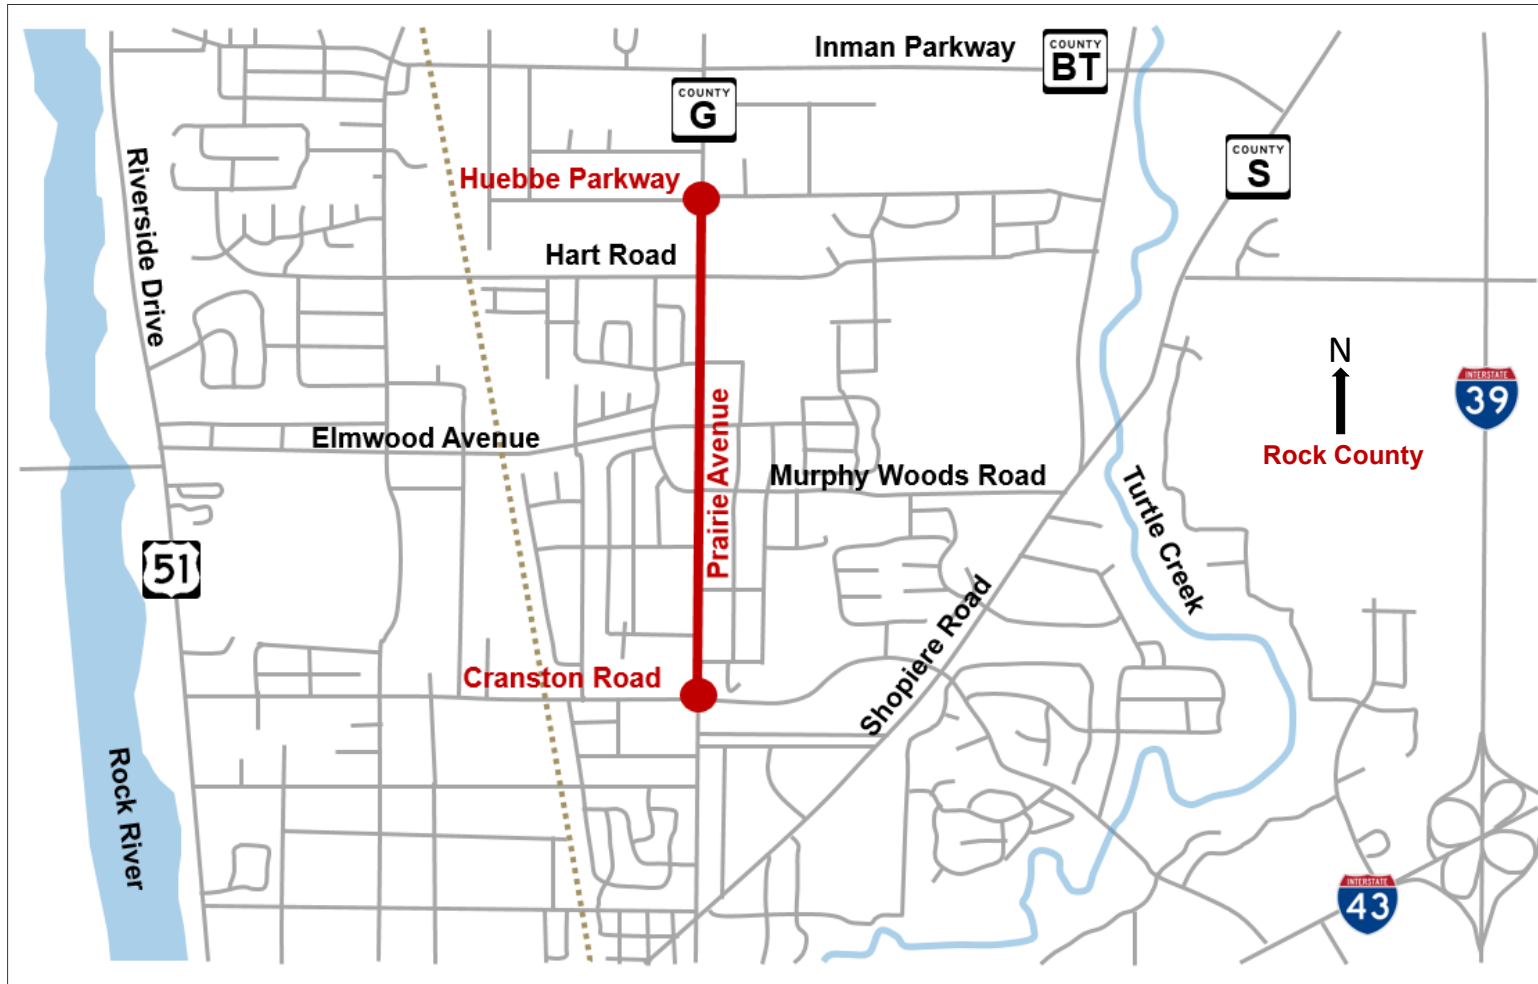 Inman Parkway
COUNTY
BT
COUNTY
G
COUNTY
S
Huebbe Parkway
Riverside Drive
Hart Road
N
INTERSTATE
39
Rock County
Prairie Avenue
Elmwood Avenue
Murphy Woods Road
Turtle Creek
51
Shopiere Road
Cranston Road
Rock River
INTERSTATE
43